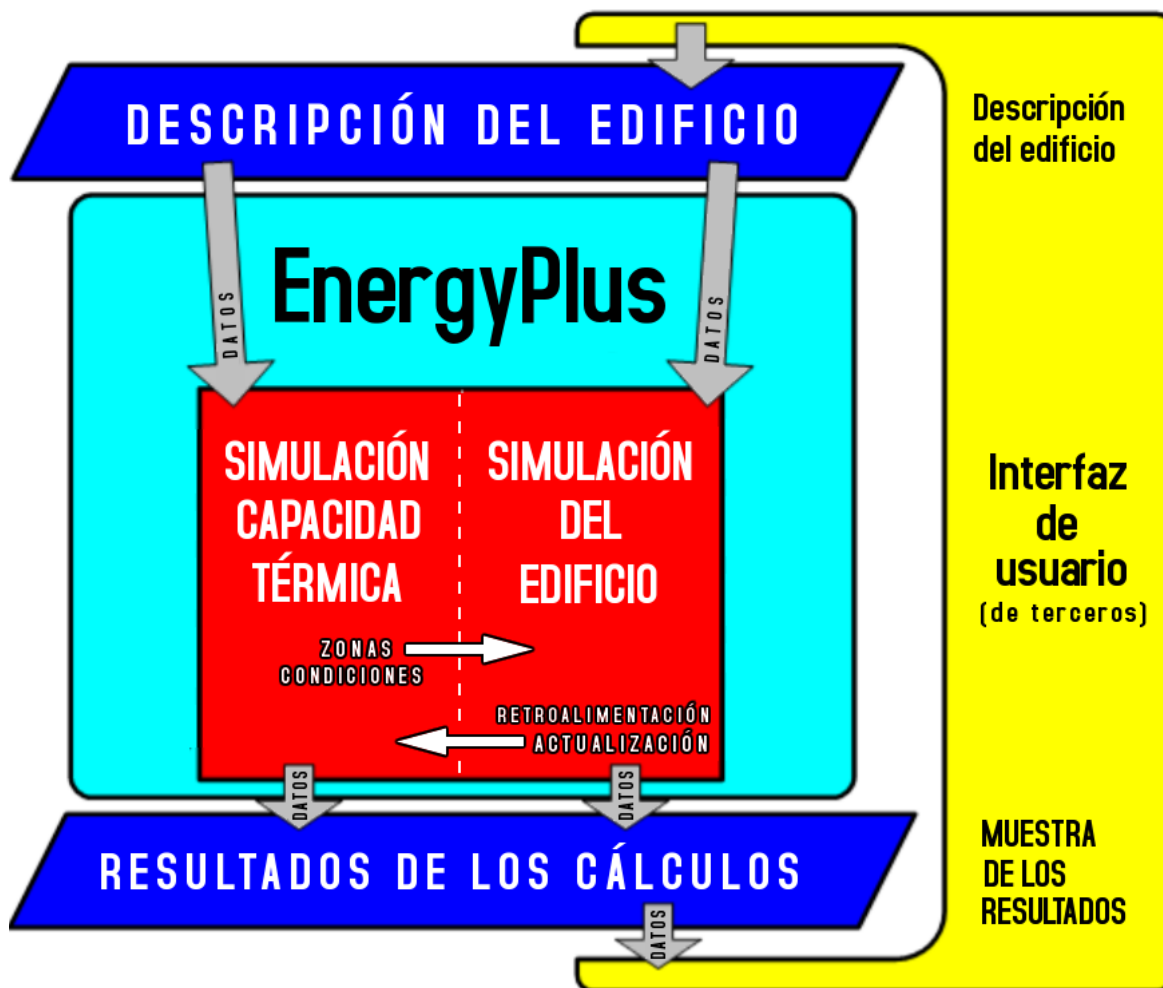 DESCRIPCIÓN DEL EDIFICIO
Descripción
del edificio
EnergyPlus
DATOS
DATOS
SIMULACIÓN
CAPACIDAD
TÉRMICA
SIMULACIÓN
DEL
EDIFICIO
ZONAS
CONDICIONES
RETROALIMENTACIÓN
ACTUALIZACIÓN
Interfaz
de
usuario
(de terceros)
DATOS
DATOS
RESULTADOS DE LOS CÁLCULOS
MUESTRA
DE LOS
RESULTADOS
DATOS